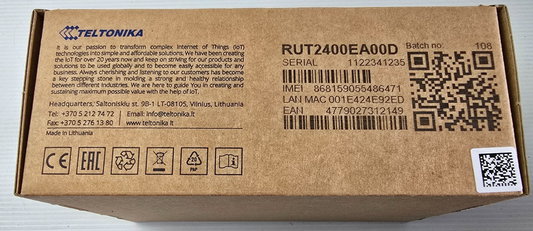 TELTONIKA
It is our passion to transform complex Internet of Things (IoT)
technologies into simple and affordable solutions. We have been creating
the IoT for over 20 years now and keep on striving for our products and
solutions to be used globally and to become easily accessible for any
business. Always cherishing and listening to our customers has become
a key stepping stone in molding a strong and healthy relationship
between different industries. We are here to guide You in creating and
sustaining maximum possible value with the help of IoT.
Headquarters, Saltoniskiu st. 9B-1 LT-08105, Vilnius, Lithuania
Tel: +370 5 212 74 72 | Email: info@teltonika.lt
Fax: +370 5 276 13 80 | www.teltonika.lt
Made in Lithuania
CE EAC 20 PAP
RUT2400EA00D Batch no: 108
SERIAL 1122341235
IMEI 868159055486471
LAN MAC 001E424E92ED
EAN 4779027312149